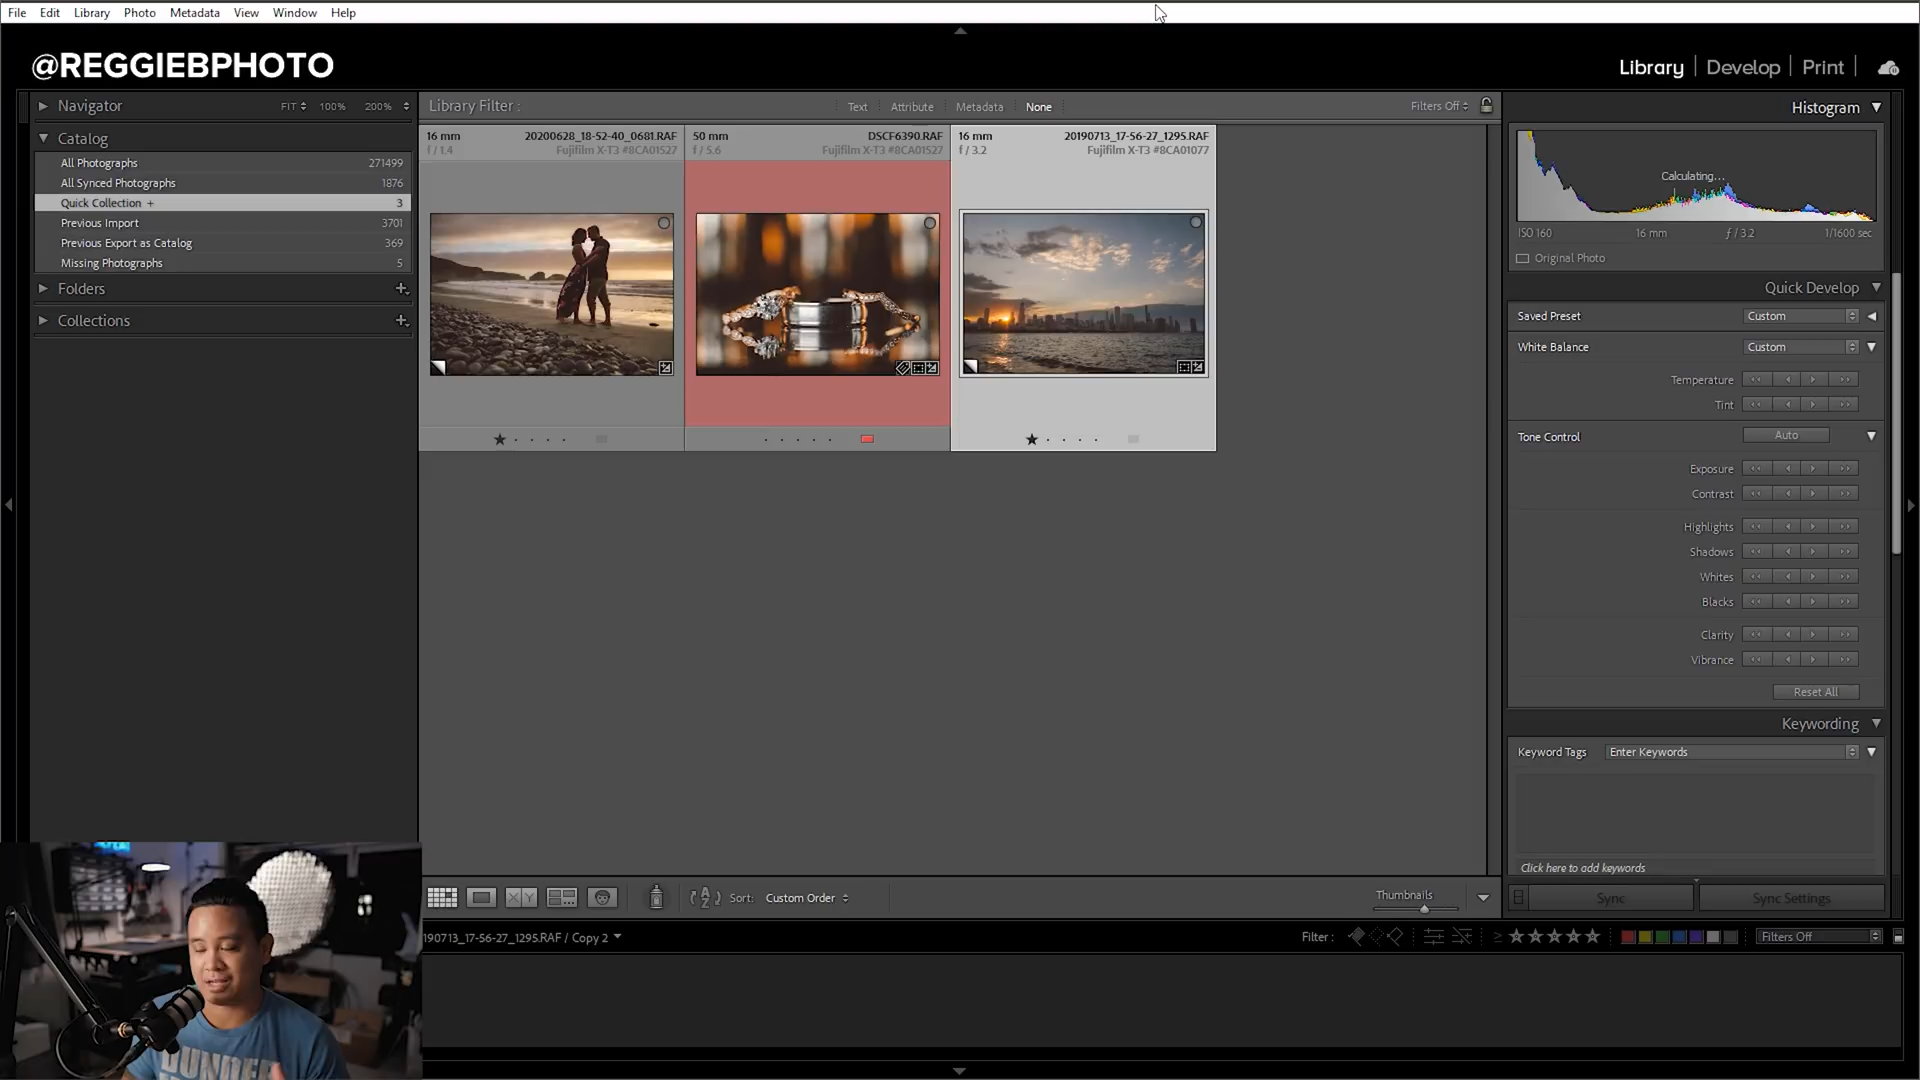 File Edit Library Photo Metadata View Window Help
@REGGIEBPHOTO
Library | Develop | Print |
Navigator FIT 100% 200%
Catalog
All Photographs 271499
All Synced Photographs 1876
Quick Collection + 3
Previous Import 3701
Previous Export as Catalog 369
Missing Photographs 5
Folders
Collections
Library Filter : Text Attribute Metadata None Filters Off
16 mm 20200628_18-52-40_0681.RAF
f / 1.4 Fujifilm X-T3 #8CA01527
50 mm DSCF6390.RAF
f / 5.6 Fujifilm X-T3 #8CA01527
16 mm 20190713_17-56-27_1295.RAF
f / 3.2 Fujifilm X-T3 #8CA01077
Histogram
Calculating...
ISO 160 16 mm ƒ / 3.2 1/1600 sec
Original Photo
Quick Develop
Saved Preset Custom
White Balance Custom
Temperature
Tint
Tone Control Auto
Exposure
Contrast
Highlights
Shadows
Whites
Blacks
Clarity
Vibrance
Reset All
Keywording
Keyword Tags Enter Keywords
Click here to add keywords
Sync Sync Settings
XY Sort: Custom Order Thumbnails
190713_17-56-27_1295.RAF / Copy 2 Filter : Filters Off